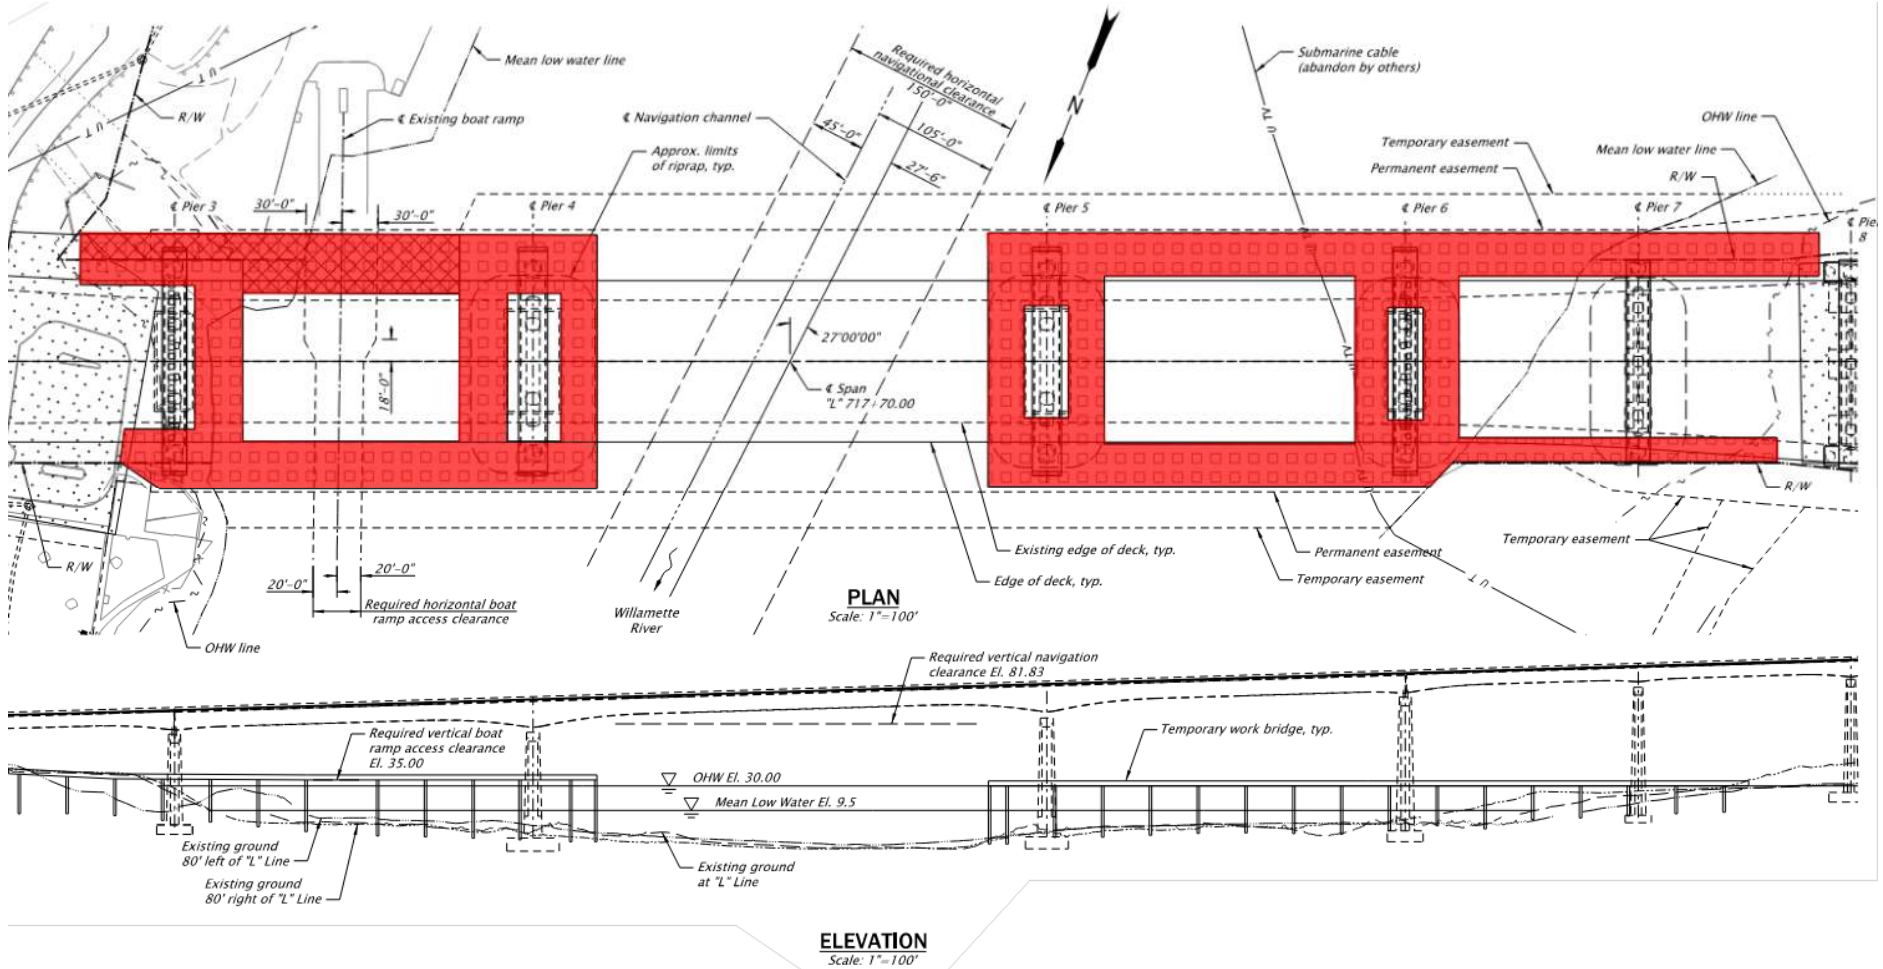 Mean low water line
Required horizontal
navigational clearance
150'-0"
Submarine cable
(abandon by others)
U T
R/W
℄ Existing boat ramp
℄ Navigation channel
45'-0"
105'-0"
N
U TV
OHW line
Temporary easement
Mean low water line
Approx. limits
of riprap, typ.
27'-6"
Permanent easement
R/W
U T
30'-0"
30'-0"
℄ Pier 3
℄ Pier 4
℄ Pier 5
℄ Pier 6
℄ Pier 7
℄ Pier
8
27°00'00"
18'-0"
℄ Span
"L" 717+70.00
R/W
Existing edge of deck, typ.
Permanent easement
Temporary easement
R/W
20'-0"
20'-0"
Edge of deck, typ.
Temporary easement
Required horizontal boat
ramp access clearance
Willamette
River
PLAN
Scale: 1"=100'
U T
OHW line
Required vertical navigation
clearance El. 81.83
Required vertical boat
ramp access clearance
El. 35.00
Temporary work bridge, typ.
OHW El. 30.00
Mean Low Water El. 9.5
Existing ground
80' left of "L" Line
Existing ground
at "L" Line
Existing ground
80' right of "L" Line
ELEVATION
Scale: 1"=100'